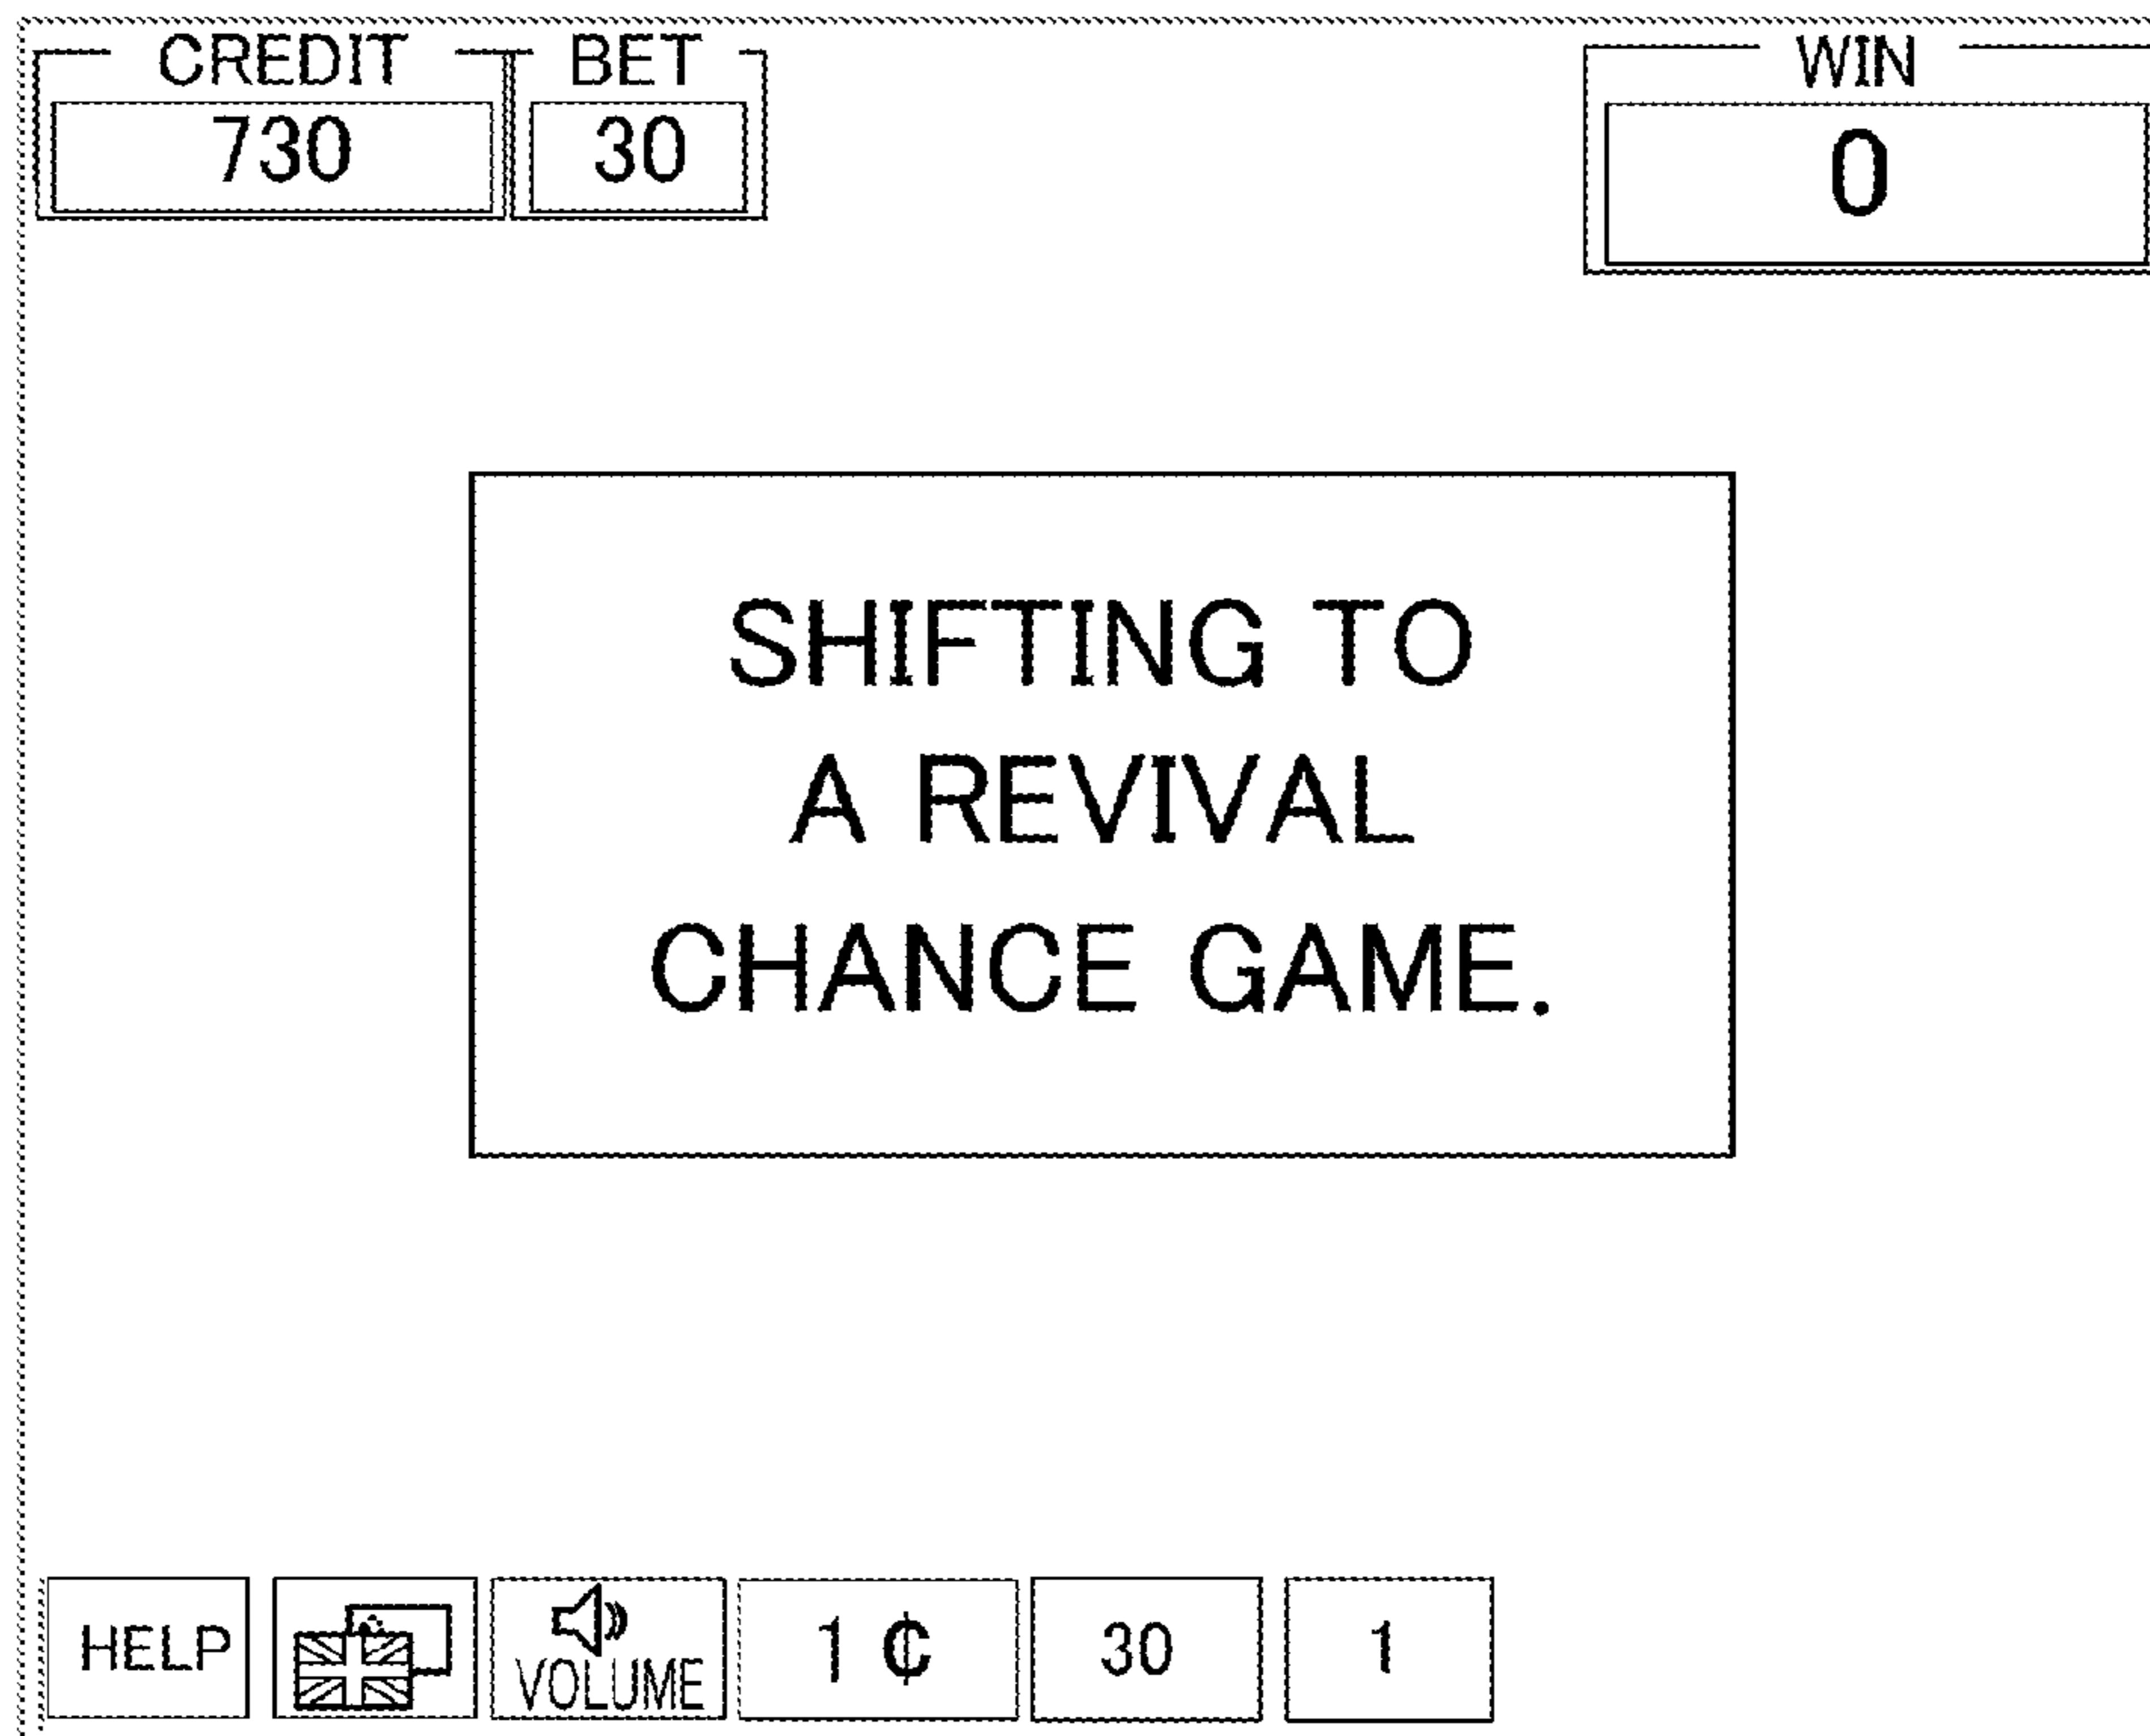 CREDIT BET WIN
730 30 0
SHIFTING TO
A REVIVAL
CHANCE GAME.
HELP VOLUME 1 ¢ 30 1